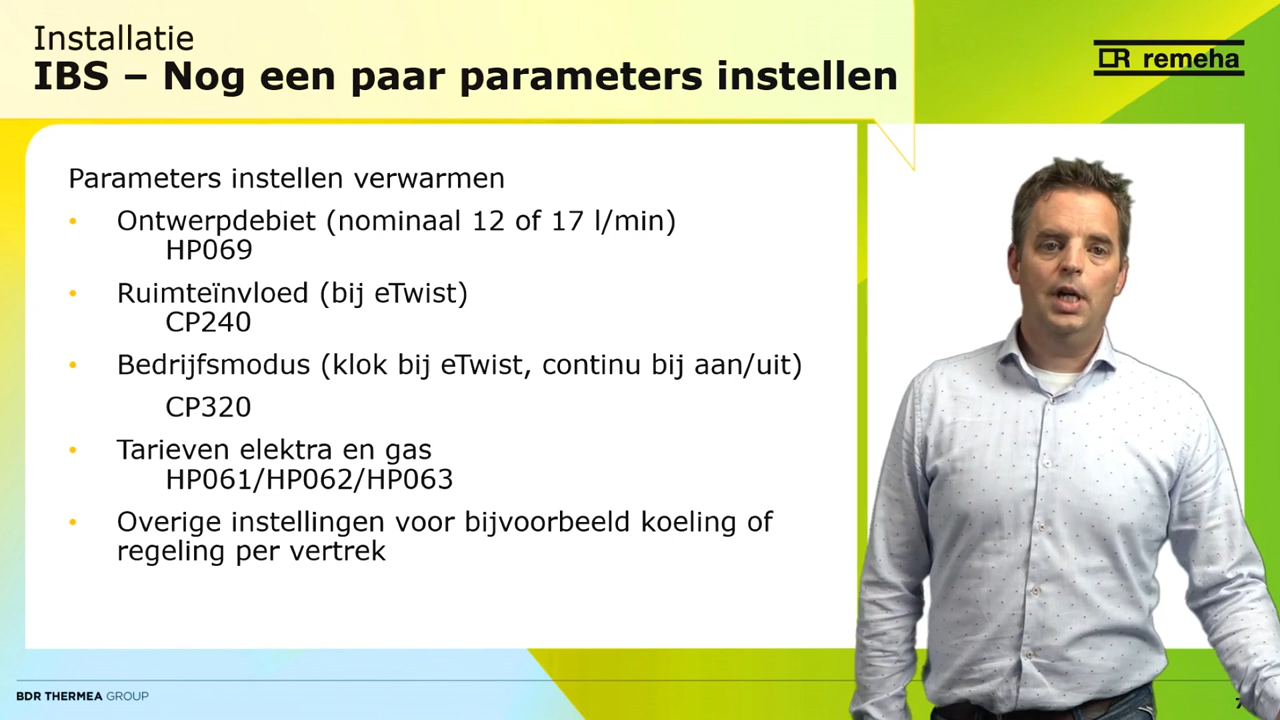 Installatie
IBS – Nog een paar parameters instellen
remeha
Parameters instellen verwarmen
• Ontwerpdebiet (nominaal 12 of 17 l/min)
HP069
• Ruimteïnvloed (bij eTwist)
CP240
• Bedrijfsmodus (klok bij eTwist, continu bij aan/uit)
CP320
• Tarieven elektra en gas
HP061/HP062/HP063
• Overige instellingen voor bijvoorbeeld koeling of
regeling per vertrek
BDR THERMEA GROUP